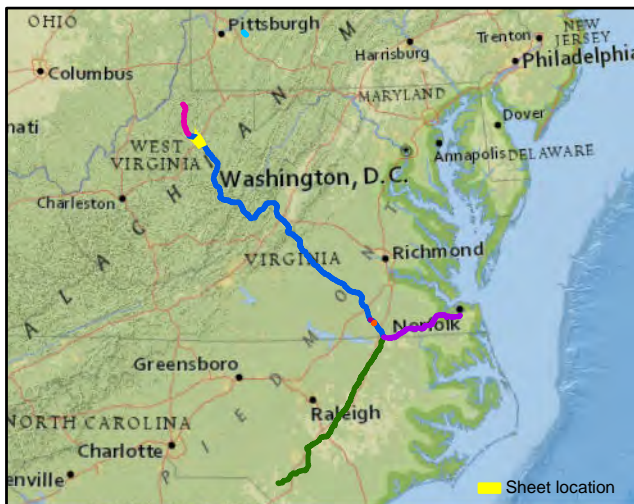 OHIO
Pittsburgh
NEW
JERSEY
Trenton
Harrisburg
Philadelphia
Columbus
MARYLAND
Dover
nati
WEST
VIRGINIA
Annapolis
DELAWARE
Washington, D.C.
Charleston
Richmond
VIRGINIA
A L A C H I A N M
P I E D M O N T
Norfolk
Greensboro
Raleigh
NORTH CAROLINA
Charlotte
enville
Sheet location